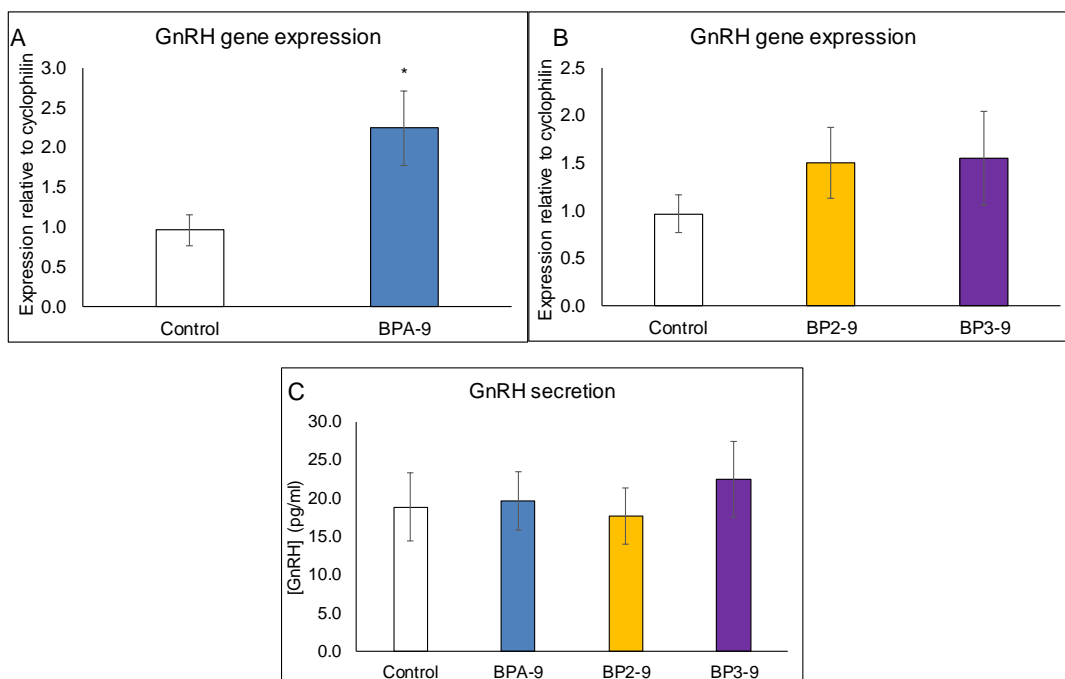 A
GnRH gene expression
Expression relative to cyclophilin
3.0
2.5
2.0
1.5
1.0
0.5
0.0
*
Control
BPA-9
B
GnRH gene expression
Expression relative to cyclophilin
2.5
2.0
1.5
1.0
0.5
0.0
Control
BP2-9
BP3-9
C
GnRH secretion
[GnRH] (pg/ml)
30.0
25.0
20.0
15.0
10.0
5.0
0.0
Control
BPA-9
BP2-9
BP3-9